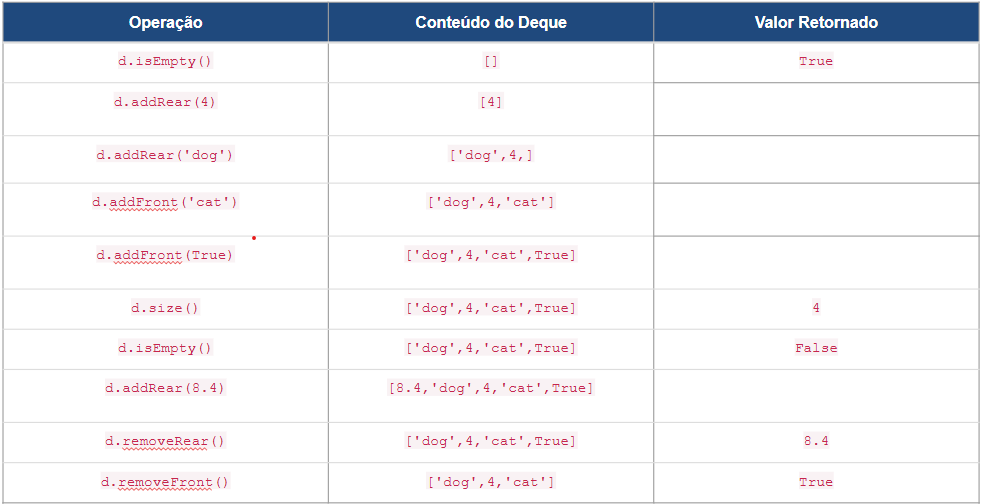 Operação Conteúdo do Deque Valor Retornado
d.isEmpty() [] True
d.addRear(4) [4]
d.addRear('dog') ['dog',4,]
d.addFront('cat') ['dog',4,'cat']
d.addFront(True) ['dog',4,'cat',True]
d.size() ['dog',4,'cat',True] 4
d.isEmpty() ['dog',4,'cat',True] False
d.addRear(8.4) [8.4,'dog',4,'cat',True]
d.removeRear() ['dog',4,'cat',True] 8.4
d.removeFront() ['dog',4,'cat'] True